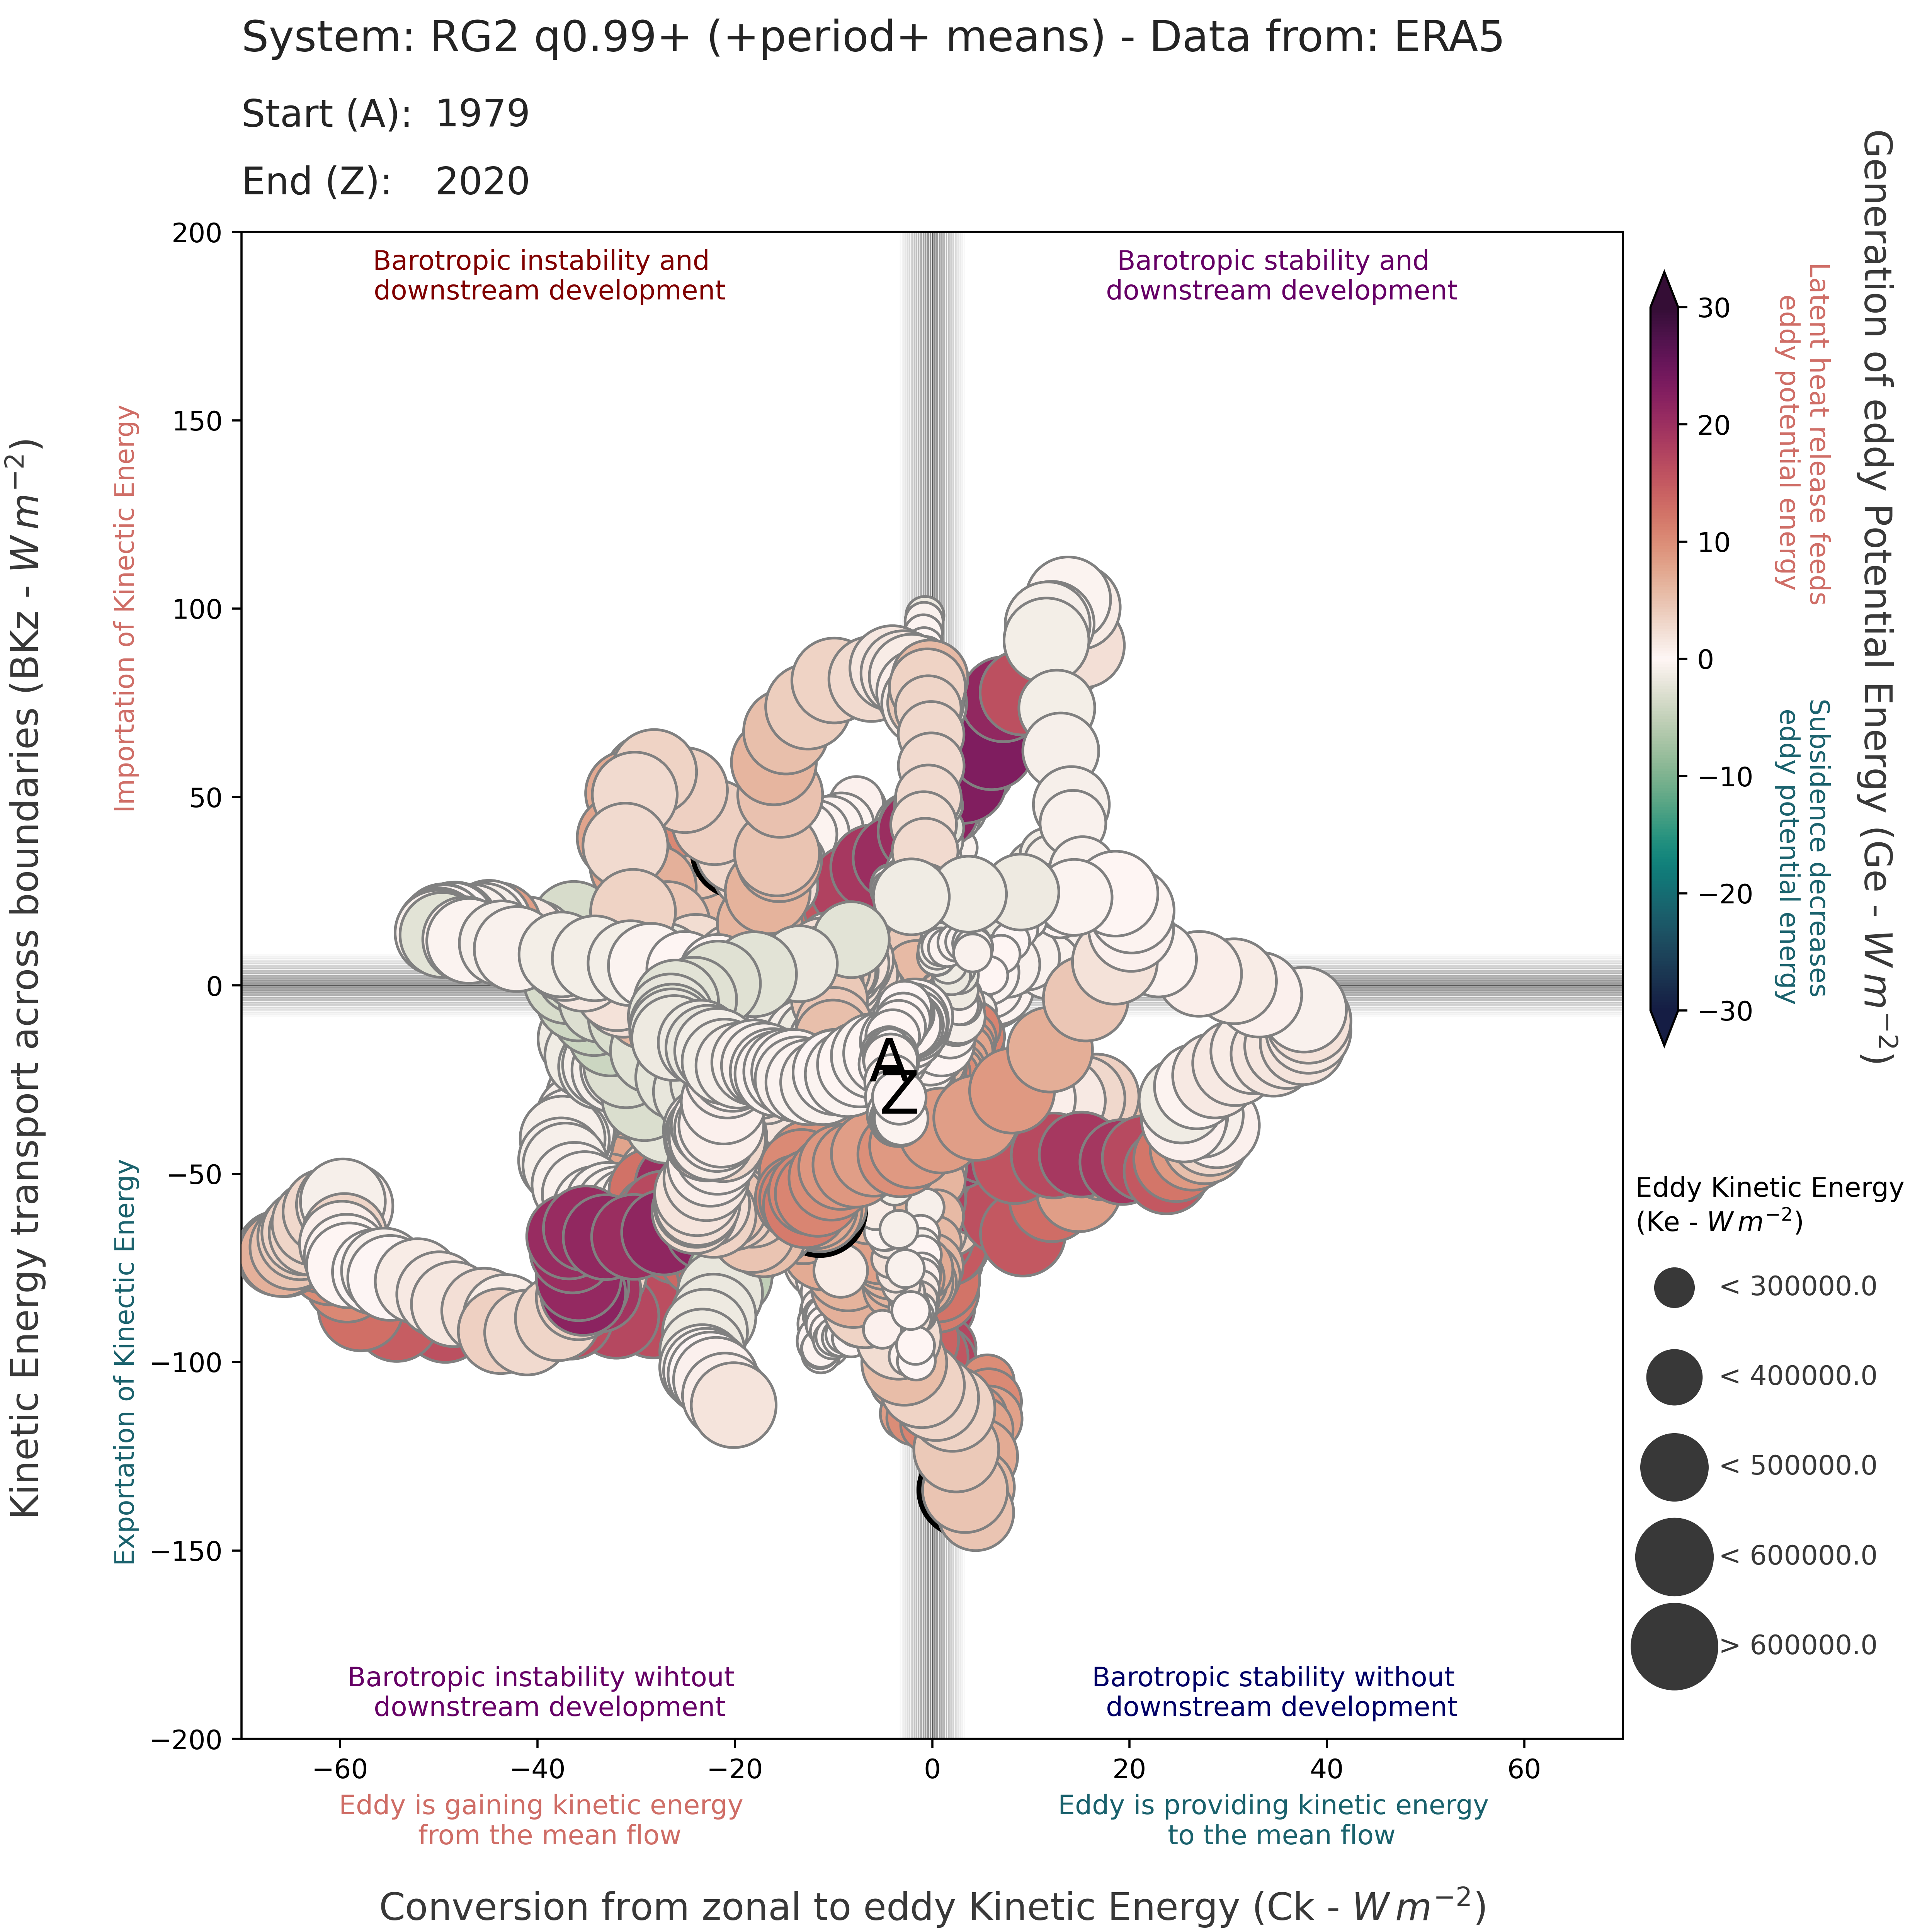 System: RG2 q0.99+ (+period+ means) - Data from: ERA5
Start (A): 1979
End (Z): 2020
Kinetic Energy transport across boundaries (BKz - W m⁻²)
Importation of Kinectic Energy
Exportation of Kinectic Energy
200
150
100
50
0
−50
−100
−150
−200
Barotropic instability and
downstream development
Barotropic stability and
downstream development
A
Z
Barotropic instability wihtout
downstream development
Barotropic stability without
downstream development
−60
−40
−20
0
20
40
60
Eddy is gaining kinetic energy
from the mean flow
Eddy is providing kinetic energy
to the mean flow
Conversion from zonal to eddy Kinetic Energy (Ck - W m⁻²)
30
20
10
0
−10
−20
−30
Latent heat release feeds
eddy potential energy
Subsidence decreases
eddy potential energy
Generation of eddy Potential Energy (Ge - W m⁻²)
Eddy Kinect Energy
(Ke - W m⁻²)
< 300000.0
< 400000.0
< 500000.0
< 600000.0
> 600000.0